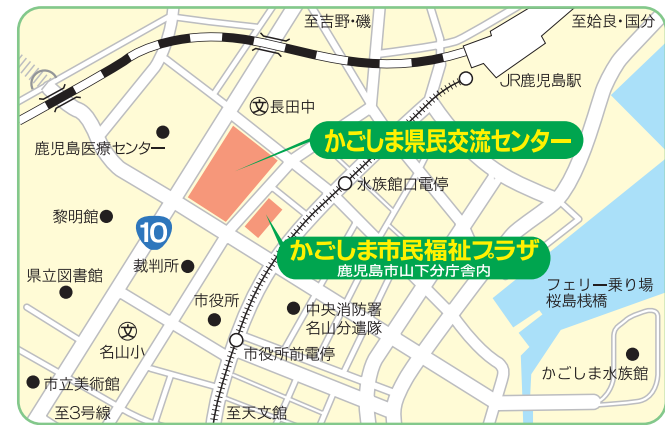 至吉野・磯
至姶良・国分
JR鹿児島駅
文
長田中
鹿児島医療センター
かごしま県民交流センター
水族館口電停
黎明館
10
かごしま市民福祉プラザ
鹿児島市山下分庁舎内
裁判所
県立図書館
フェリー乗り場
桜島桟橋
市役所
中央消防署
名山分遣隊
文
名山小
市役所前電停
かごしま水族館
市立美術館
至3号線
至天文館